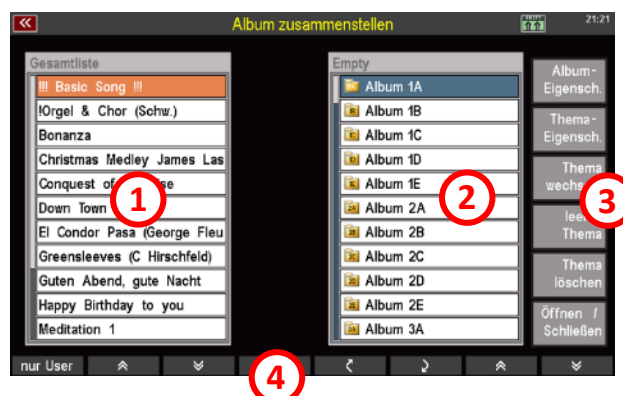 Album zusammenstellen
21:21
Gesamtliste
!!! Basic Song !!!
!Orgel & Chor (Schw.)
Bonanza
Christmas Medley James Las
Conquest of se
Down Town
El Condor Pasa (George Fleu
Greensleeves (C Hirschfeld)
Guten Abend, gute Nacht
Happy Birthday to you
Meditation 1
1
Empty
Album 1A
Album 1B
Album 1C
Album 1D
Album 1E
Album 2A
Album 2B
Album 2C
Album 2D
Album 2E
Album 3A
2
Album-
Eigensch.
Thema-
Eigensch.
Thema
wechs
3
lee
Thema
Thema
löschen
Öffnen /
Schließen
nur User
4